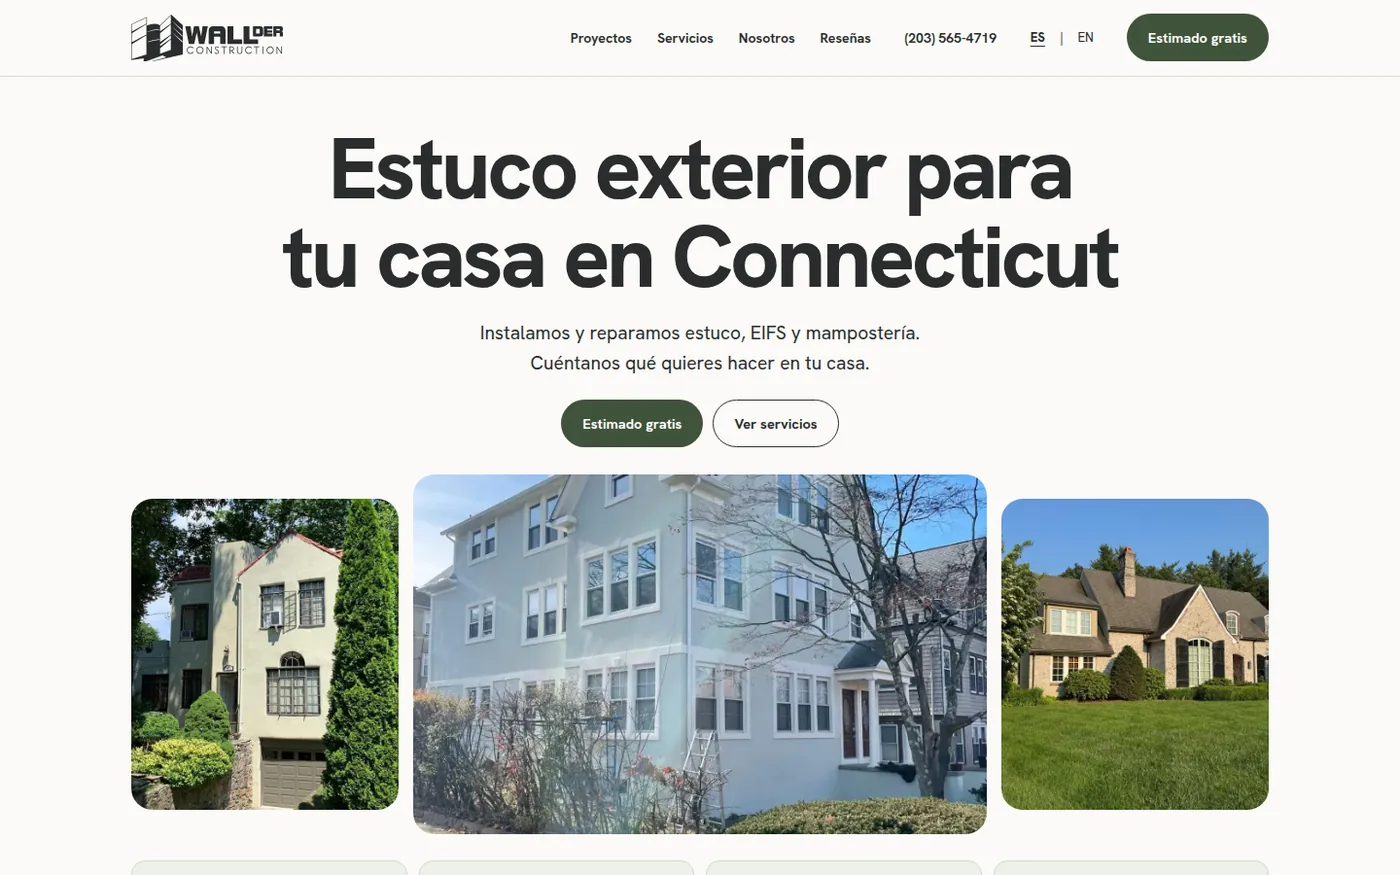 WALLDER
CONSTRUCTION
Proyectos
Servicios
Nosotros
Reseñas
(203) 565-4719
ES | EN
Estimado gratis
Estuco exterior para
tu casa en Connecticut
Instalamos y reparamos estuco, EIFS y mampostería.
Cuéntanos qué quieres hacer en tu casa.
Estimado gratis
Ver servicios